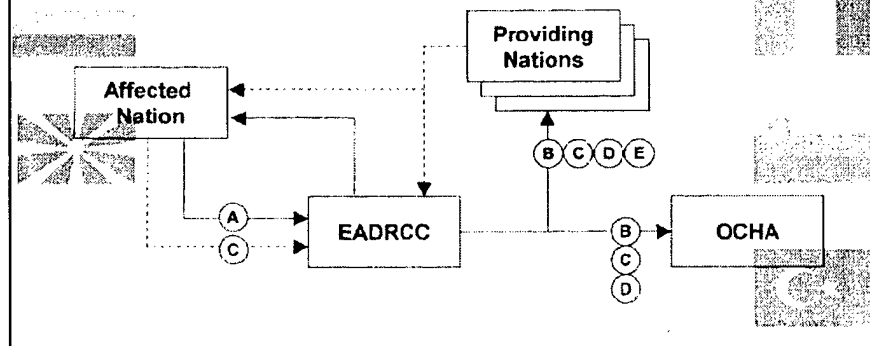 Providing
Nations
Affected
Nation
B C D E
A
C
EADRCC
B
C
D
OCHA